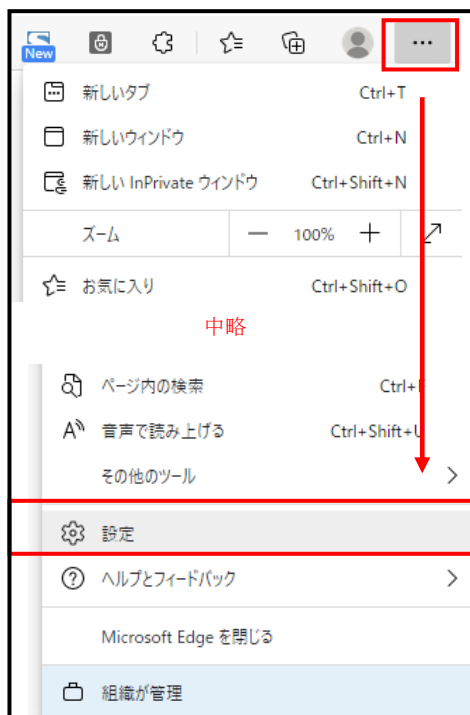 New
新しいタブ Ctrl+T
新しいウィンドウ Ctrl+N
新しい InPrivate ウィンドウ Ctrl+Shift+N
ズーム — 100% +
お気に入り Ctrl+Shift+O
中略
ページ内の検索 Ctrl+F
音声で読み上げる Ctrl+Shift+U
その他のツール
設定
ヘルプとフィードバック
Microsoft Edge を閉じる
組織が管理